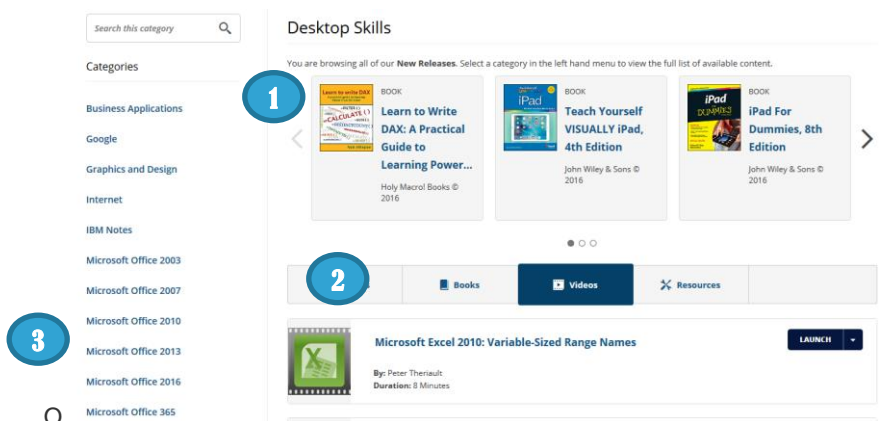 Search this category
Categories
Business Applications
Google
Graphics and Design
Internet
IBM Notes
Microsoft Office 2003
Microsoft Office 2007
Microsoft Office 2010
3
Microsoft Office 2013
Microsoft Office 2016
Microsoft Office 365
Desktop Skills
You are browsing all of our New Releases. Select a category in the left hand menu to view the full list of available content.
1
BOOK
Learn to Write
DAX: A Practical
Guide to
Learning Power...
Holy Macro! Books ©
2016
iPad
BOOK
Teach Yourself
VISUALLY iPad,
4th Edition
John Wiley & Sons ©
2016
iPad
DUMMIES
BOOK
iPad For
Dummies, 8th
Edition
John Wiley & Sons ©
2016
2
Books
Videos
Resources
Microsoft Excel 2010: Variable-Sized Range Names
By: Peter Theriault
Duration: 8 Minutes
LAUNCH